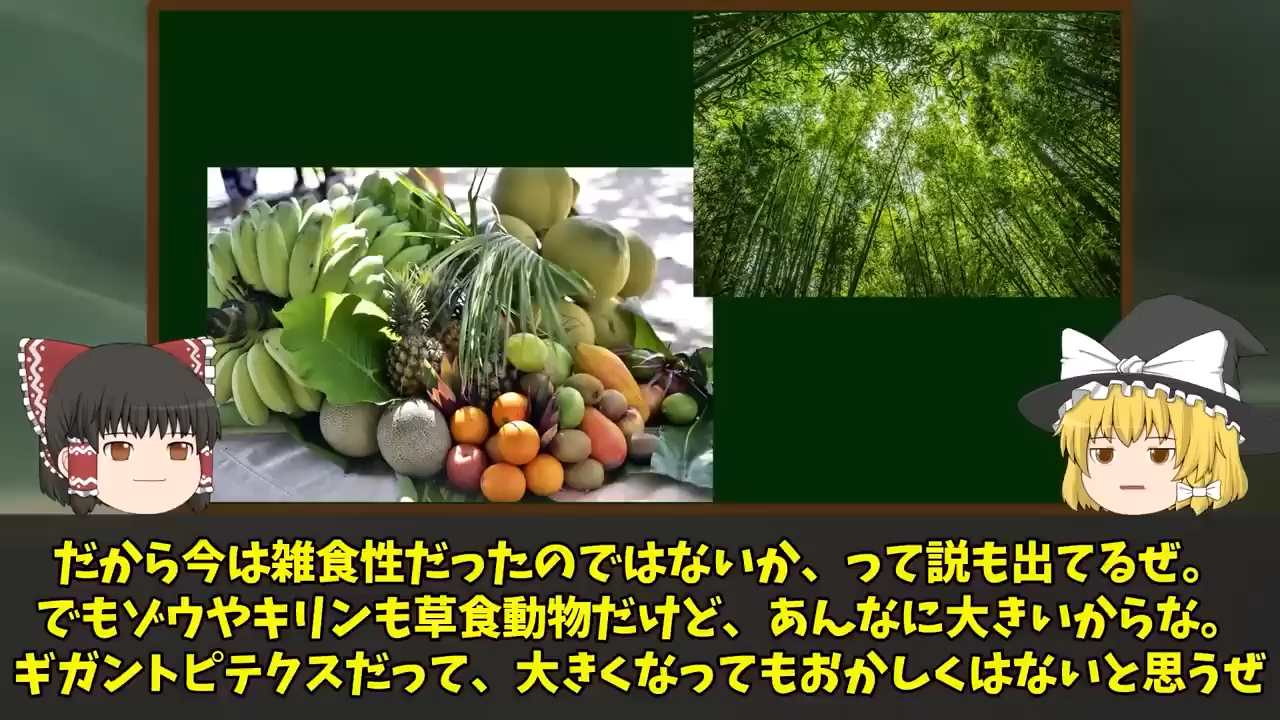 だから今は雑食性だったのではないか、って説も出てるぜ。
でもゾウやキリンも草食動物だけど、あんなに大きいからな。
ギガントピテクスだって、大きくなってもおかしくはないと思うぜ